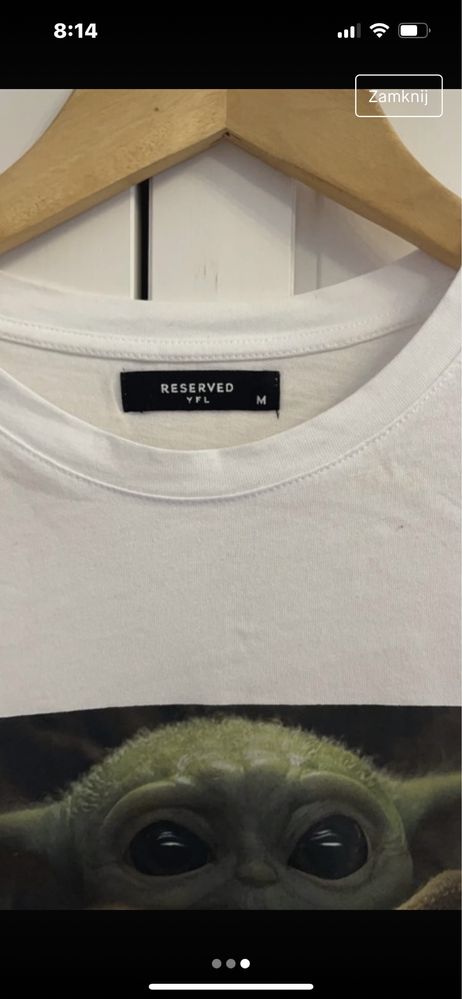 8:14
Zamknij
RESERVED
YFL
M